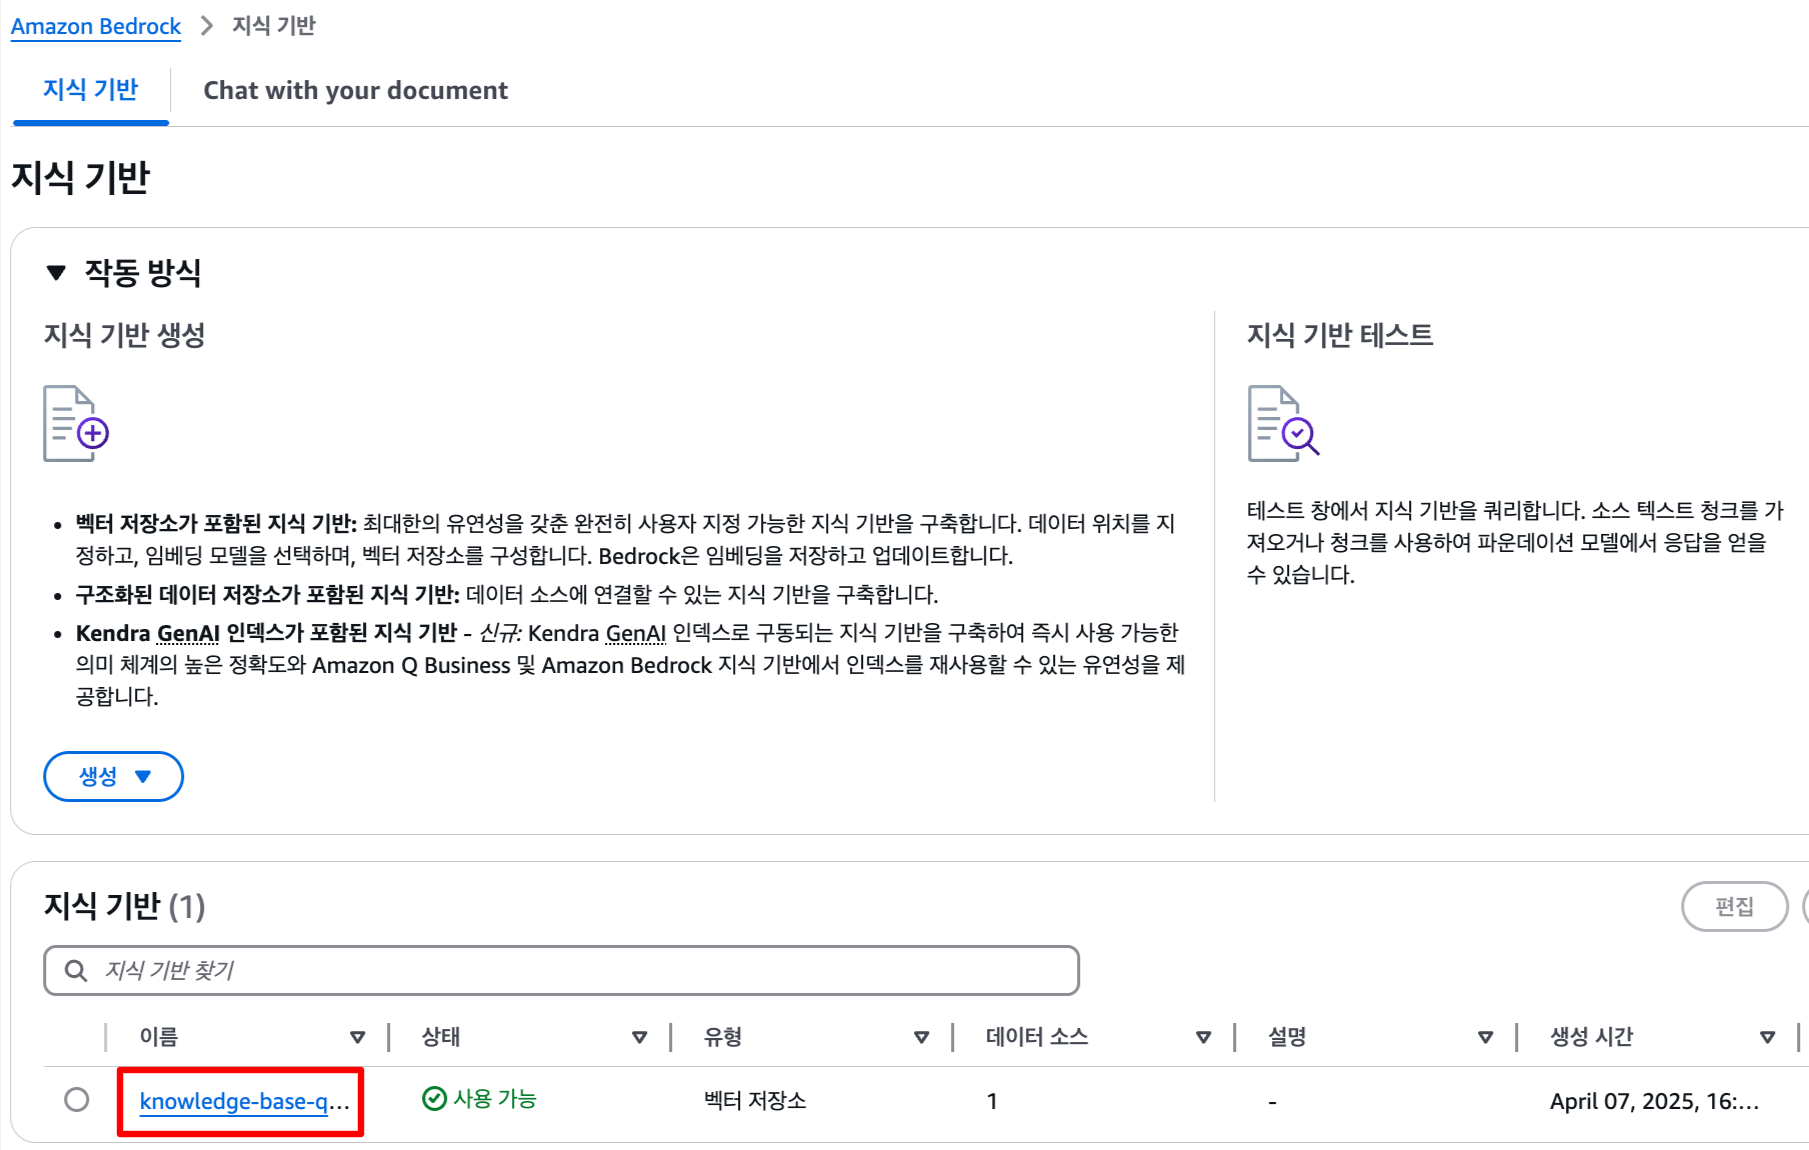 Amazon Bedrock > 지식 기반
지식 기반
Chat with your document
지식 기반
▼ 작동 방식
지식 기반 생성
• 벡터 저장소가 포함된 지식 기반: 최대한의 유연성을 갖춘 완전히 사용자 지정 가능한 지식 기반을 구축합니다. 데이터 위치를 지
정하고, 임베딩 모델을 선택하며, 벡터 저장소를 구성합니다. Bedrock은 임베딩을 저장하고 업데이트합니다.
• 구조화된 데이터 저장소가 포함된 지식 기반: 데이터 소스에 연결할 수 있는 지식 기반을 구축합니다.
• Kendra GenAI 인덱스가 포함된 지식 기반 - 신규: Kendra GenAI 인덱스로 구동되는 지식 기반을 구축하여 즉시 사용 가능한
의미 체계의 높은 정확도와 Amazon Q Business 및 Amazon Bedrock 지식 기반에서 인덱스를 재사용할 수 있는 유연성을 제
공합니다.
생성 ▼
지식 기반 테스트
테스트 창에서 지식 기반을 쿼리합니다. 소스 텍스트 청크를 가
져오거나 청크를 사용하여 파운데이션 모델에서 응답을 얻을
수 있습니다.
지식 기반 (1)
편집
지식 기반 찾기
이름 상태 유형 데이터 소스 설명 생성 시간
knowledge-base-q... 사용 가능 벡터 저장소 1 - April 07, 2025, 16:...